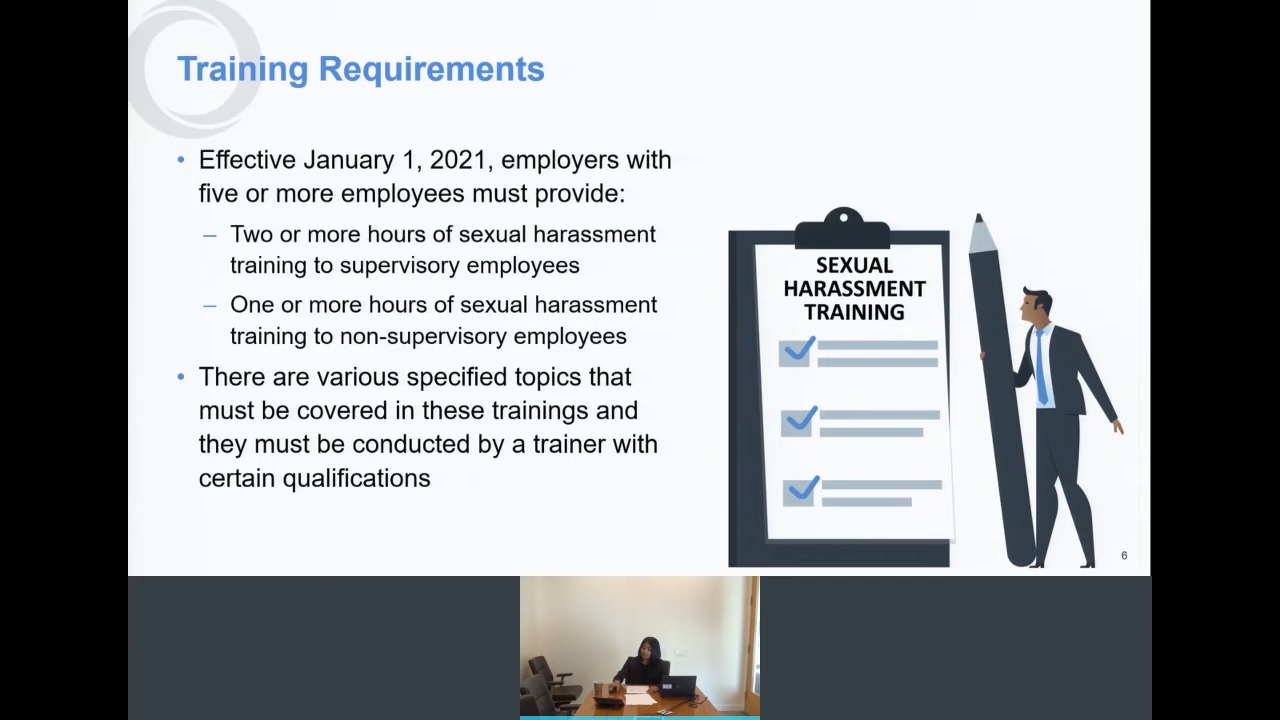 Training Requirements
• Effective January 1, 2021, employers with
five or more employees must provide:
– Two or more hours of sexual harassment
training to supervisory employees
– One or more hours of sexual harassment
training to non-supervisory employees
• There are various specified topics that
must be covered in these trainings and
they must be conducted by a trainer with
certain qualifications
SEXUAL
HARASSMENT
TRAINING
6